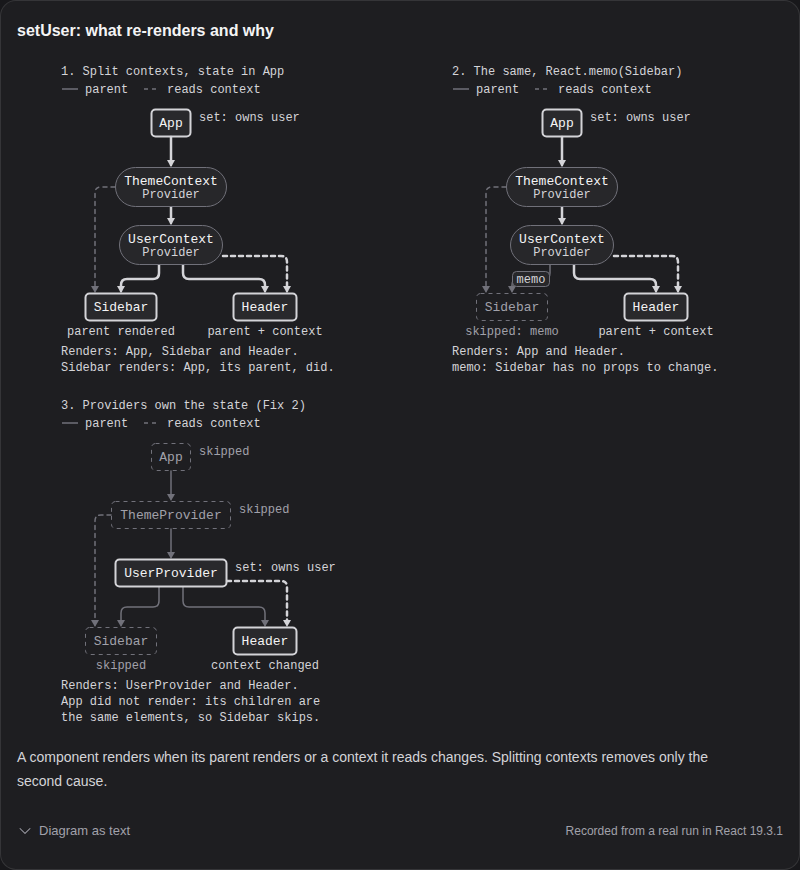 setUser: what re-renders and why
1. Split contexts, state in App
parent reads context
App
set: owns user
ThemeContext
Provider
UserContext
Provider
Sidebar
Header
parent rendered
parent + context
Renders: App, Sidebar and Header.
Sidebar renders: App, its parent, did.
2. The same, React.memo(Sidebar)
parent reads context
App
set: owns user
ThemeContext
Provider
UserContext
Provider
memo
Sidebar
Header
skipped: memo
parent + context
Renders: App and Header.
memo: Sidebar has no props to change.
3. Providers own the state (Fix 2)
parent reads context
App
skipped
ThemeProvider
skipped
UserProvider
set: owns user
Sidebar
Header
skipped
context changed
Renders: UserProvider and Header.
App did not render: its children are
the same elements, so Sidebar skips.
A component renders when its parent renders or a context it reads changes. Splitting contexts removes only the
second cause.
Diagram as text
Recorded from a real run in React 19.3.1